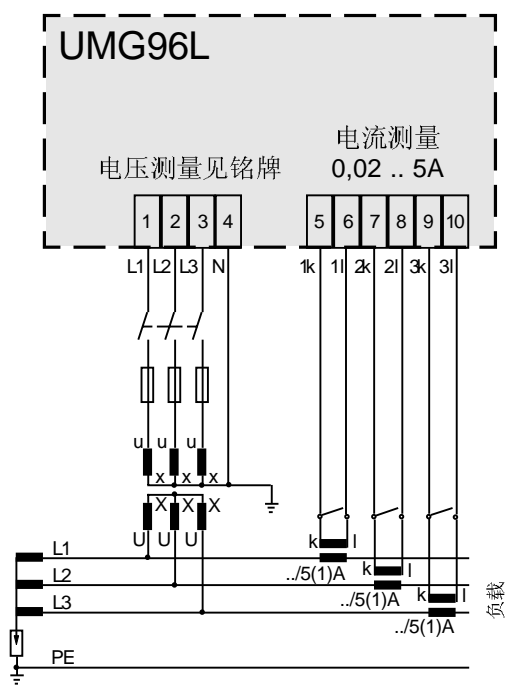 UMG96L
电流测量
电压测量见铭牌 0,02 .. 5A
1 2 3 4 5 6 7 8 9 10
L1 L2 L3 N 1k 1l 2k 2l 3k 3l
u u u
x x x
X X X
U U U
L1 k l
../5(1)A
L2 k l
../5(1)A
L3 k l
../5(1)A
负载
PE